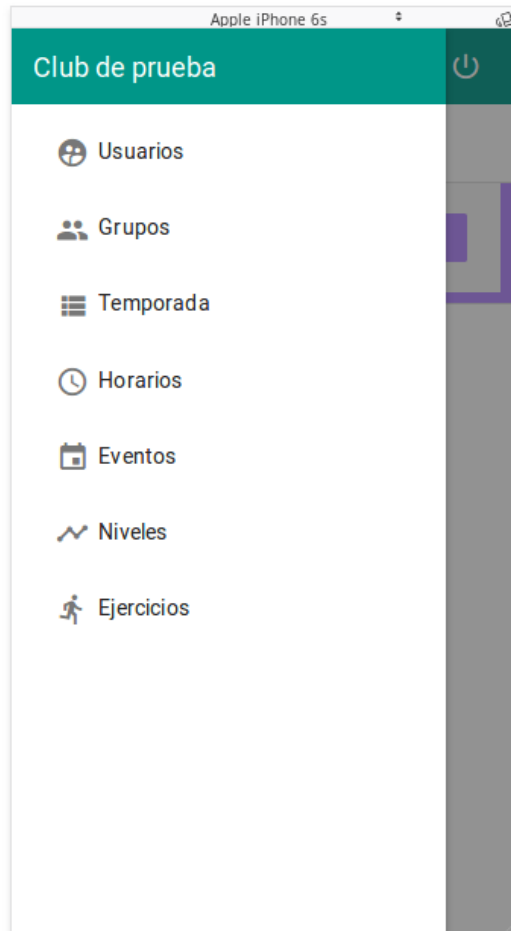 Apple iPhone 6s
Club de prueba
Usuarios
Grupos
Temporada
Horarios
Eventos
Niveles
Ejercicios